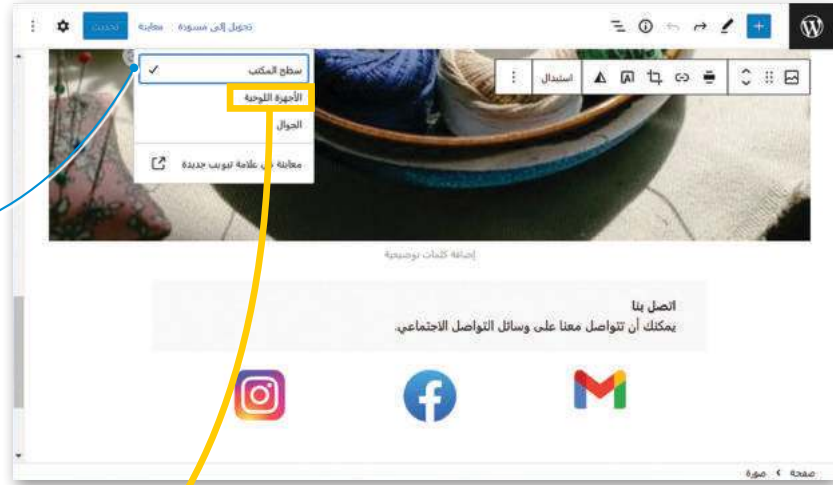 تحويل إلى مسودة معاينة تحديث
سطح المكتب
الأجهزة اللوحية
الجوال
معاينة في علامة تبويب جديدة
استبدال
إضافة كلمات توضيحية
اتصل بنا
يمكنك أن تتواصل معنا على وسائل التواصل الاجتماعي.
صفحة › صورة